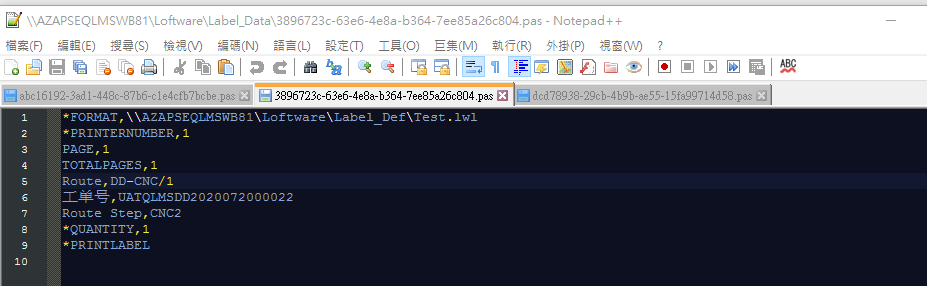 \\AZAPSEQLMSWB81\Loftware\Label_Data\3896723c-63e6-4e8a-b364-7ee85a26c804.pas - Notepad++
檔案(F) 編輯(E) 搜尋(S) 檢視(V) 編碼(N) 語言(L) 設定(T) 工具(O) 巨集(M) 執行(R) 外掛(P) 視窗(W) ?
ABC
abc16192-3ad1-448c-87b6-c1e4cfb7bcbe.pas 3896723c-63e6-4e8a-b364-7ee85a26c804.pas dcd78938-29cb-4b9b-ae55-15fa99714d58.pas
1 *FORMAT,\\AZAPSEQLMSWB81\Loftware\Label_Def\Test.lwl
2 *PRINTERNUMBER,1
3 PAGE,1
4 TOTALPAGES,1
5 Route,DD-CNC/1
6 工单号,UATQLMSDD2020072000022
7 Route Step,CNC2
8 *QUANTITY,1
9 *PRINTLABEL
10